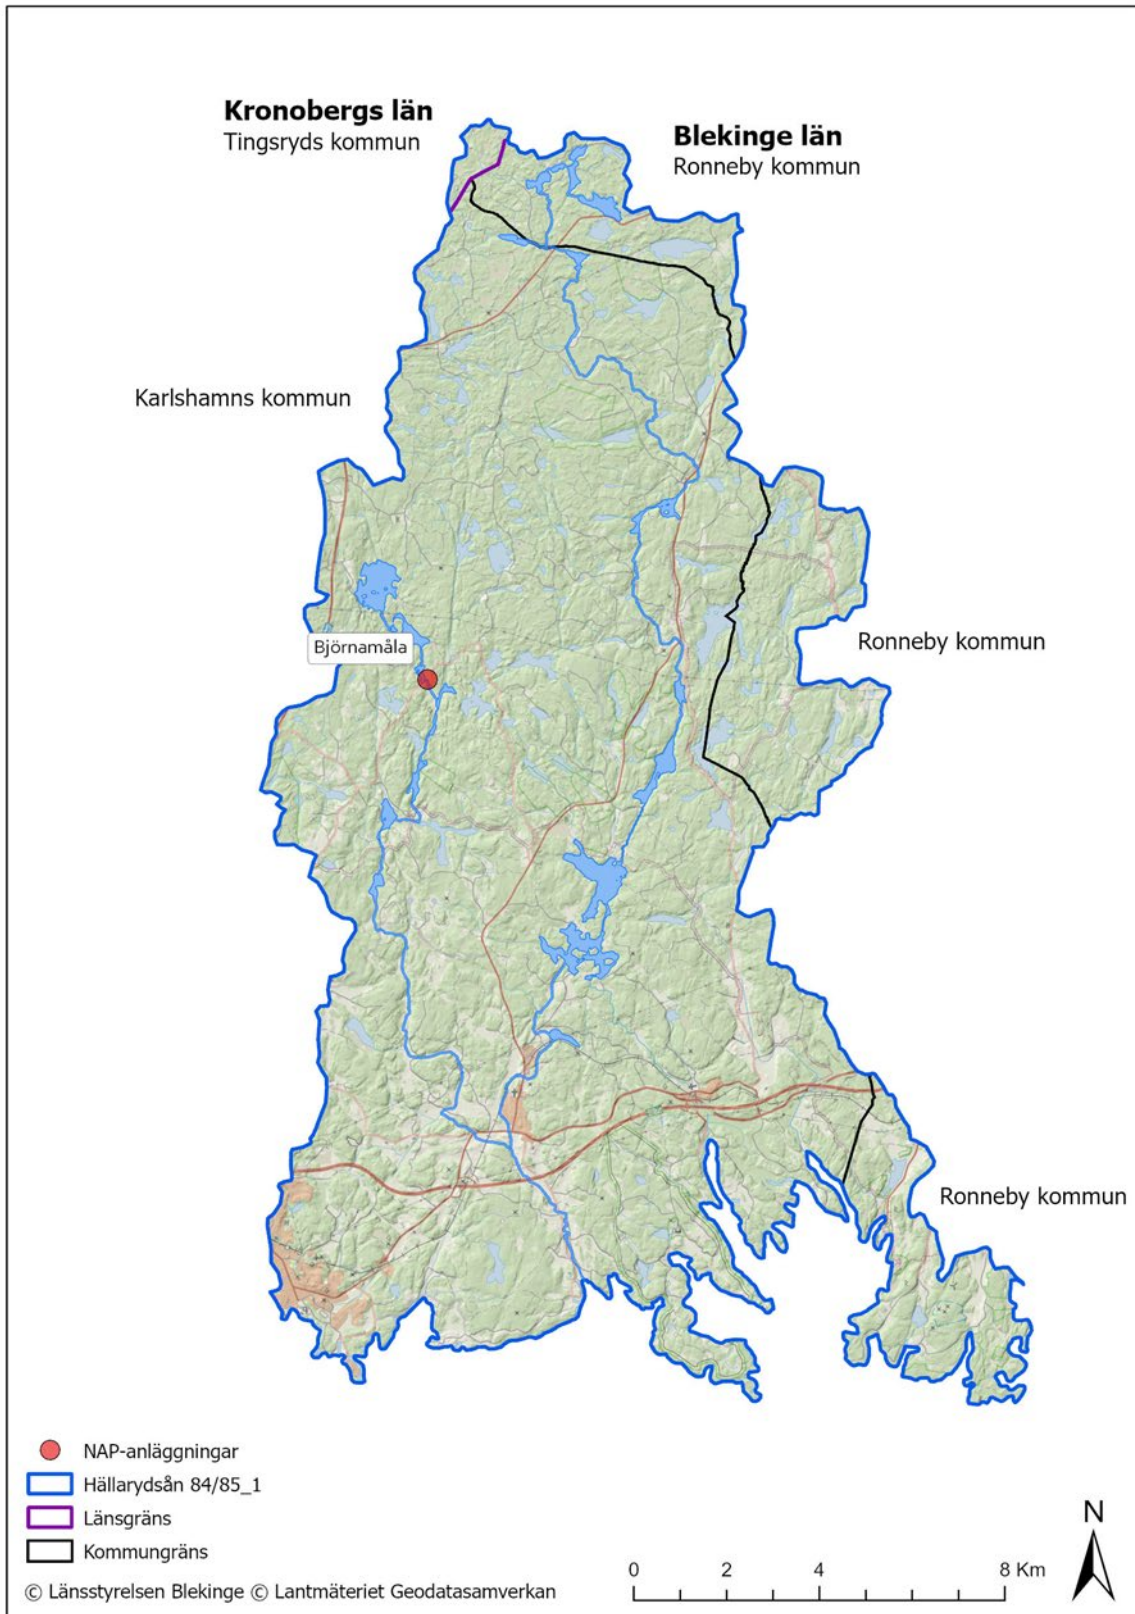 Kronobergs län
Tingsryds kommun
Blekinge län
Ronneby kommun
Karlshamns kommun
Björnamåla
Ronneby kommun
Ronneby kommun
NAP-anläggningar
Hällarydsån 84/85_1
Länsgräns
Kommungräns
© Länsstyrelsen Blekinge © Lantmäteriet Geodatasamverkan
0 2 4 8 Km
N